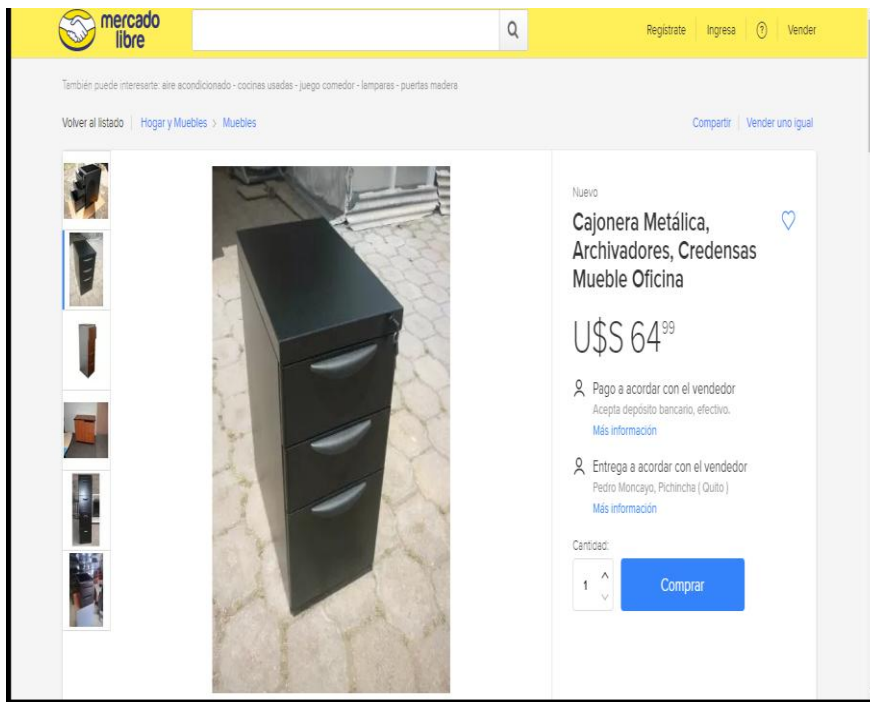 mercado
libre
Regístrate Ingresa ? Vender
También puede interesarte: aire acondicionado - cocinas usadas - juego comedor - lamparas - puertas madera
Volver al listado | Hogar y Muebles > Muebles
Compartir | Vender uno igual
Nuevo
Cajonera Metálica,
Archivadores, Credensas
Mueble Oficina
U$S 64⁹⁹
Pago a acordar con el vendedor
Acepta depósito bancario, efectivo.
Más información
Entrega a acordar con el vendedor
Pedro Moncayo, Pichincha ( Quito )
Más información
Cantidad:
1
Comprar